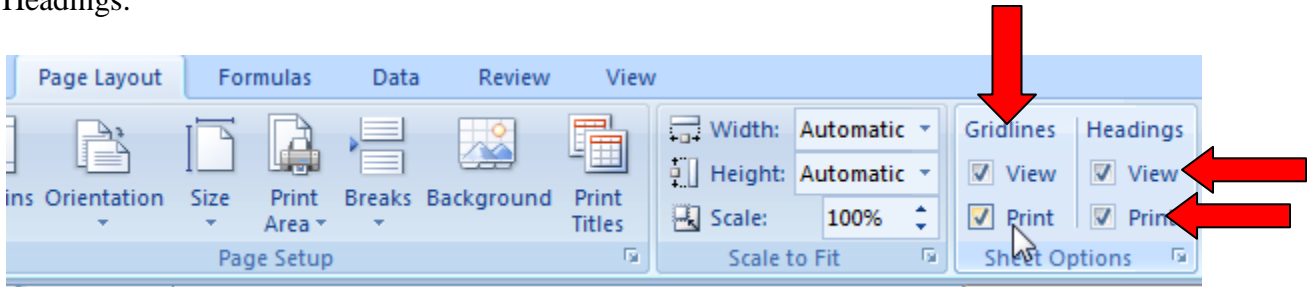 Headings.
Page Layout Formulas Data Review View
Width: Automatic Gridlines Headings
Height: Automatic View View
ins Orientation Size Print Breaks Background Print Scale: 100% Print Print
Area Titles
Page Setup Scale to Fit Sheet Options